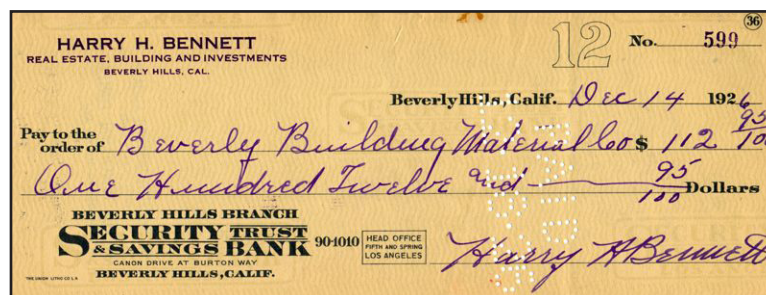 36
HARRY H. BENNETT
REAL ESTATE, BUILDING AND INVESTMENTS
BEVERLY HILLS, CAL.
12
No. 599
Beverly Hills, Calif. Dec 14 1926
Pay to the order of Beverly Building Material Co $ 112 95/100
One Hundred Twelve and 95/100 Dollars
BEVERLY HILLS BRANCH
SECURITY TRUST & SAVINGS BANK
CANON DRIVE AT BURTON WAY
BEVERLY HILLS, CALIF.
90-1010
HEAD OFFICE
FIFTH AND SPRING
LOS ANGELES
Harry H Bennett